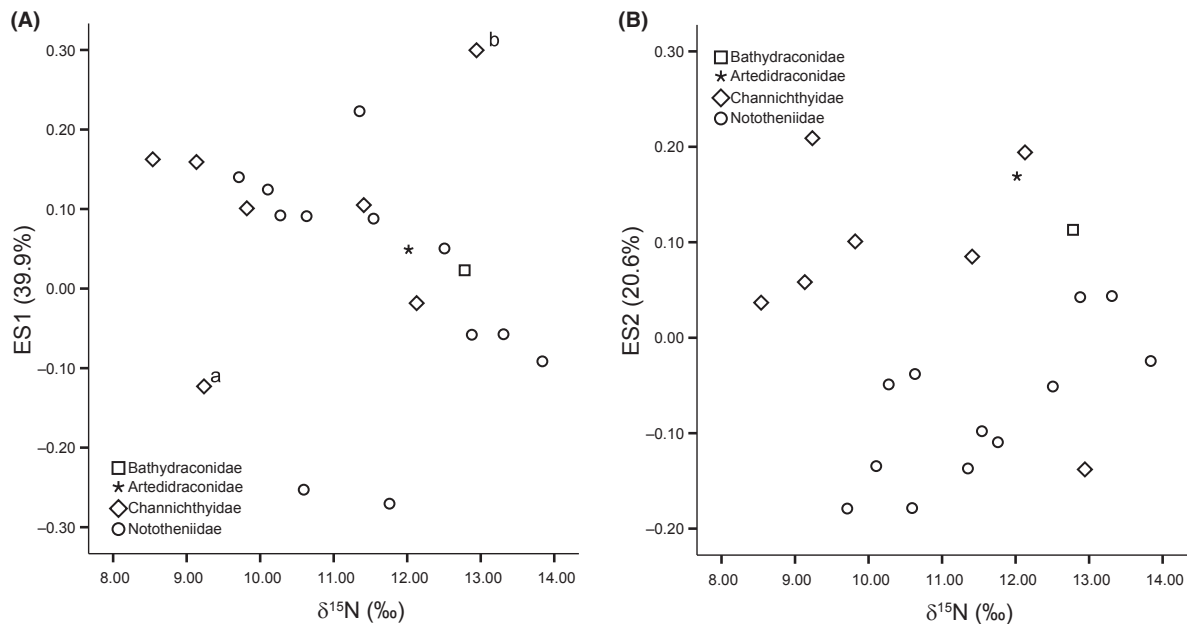 (A)
b
0.30
0.20
0.10
0.00
–0.10
–0.20
–0.30
ES1 (39.9%)
a
Bathydraconidae
Artedidraconidae
Channichthyidae
Nototheniidae
8.00 9.00 10.00 11.00 12.00 13.00 14.00
δ¹⁵N (‰)
(B)
0.30
0.20
0.10
0.00
–0.10
–0.20
ES2 (20.6%)
Bathydraconidae
Artedidraconidae
Channichthyidae
Nototheniidae
8.00 9.00 10.00 11.00 12.00 13.00 14.00
δ¹⁵N (‰)